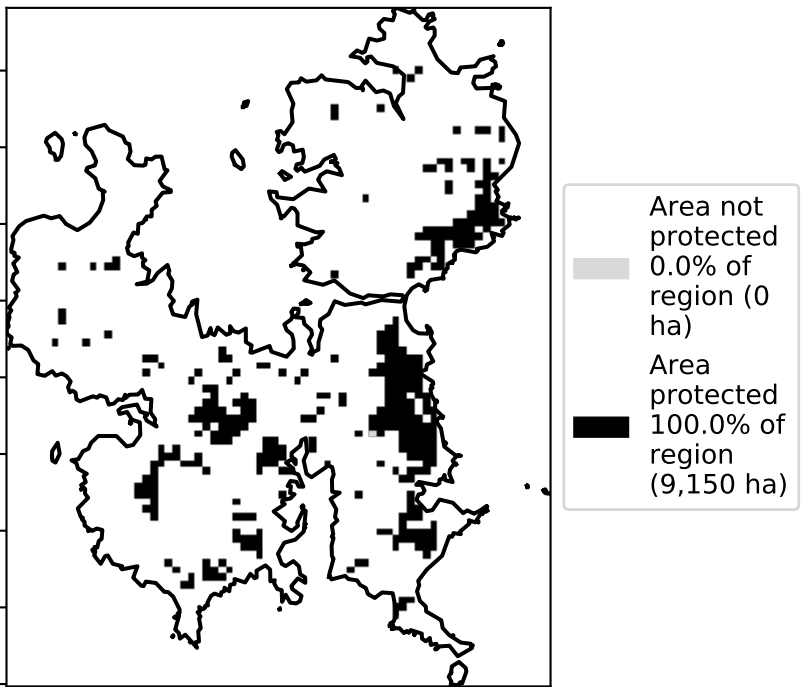 Area not
protected
0.0% of
region (0
ha)
Area
protected
100.0% of
region
(9,150 ha)